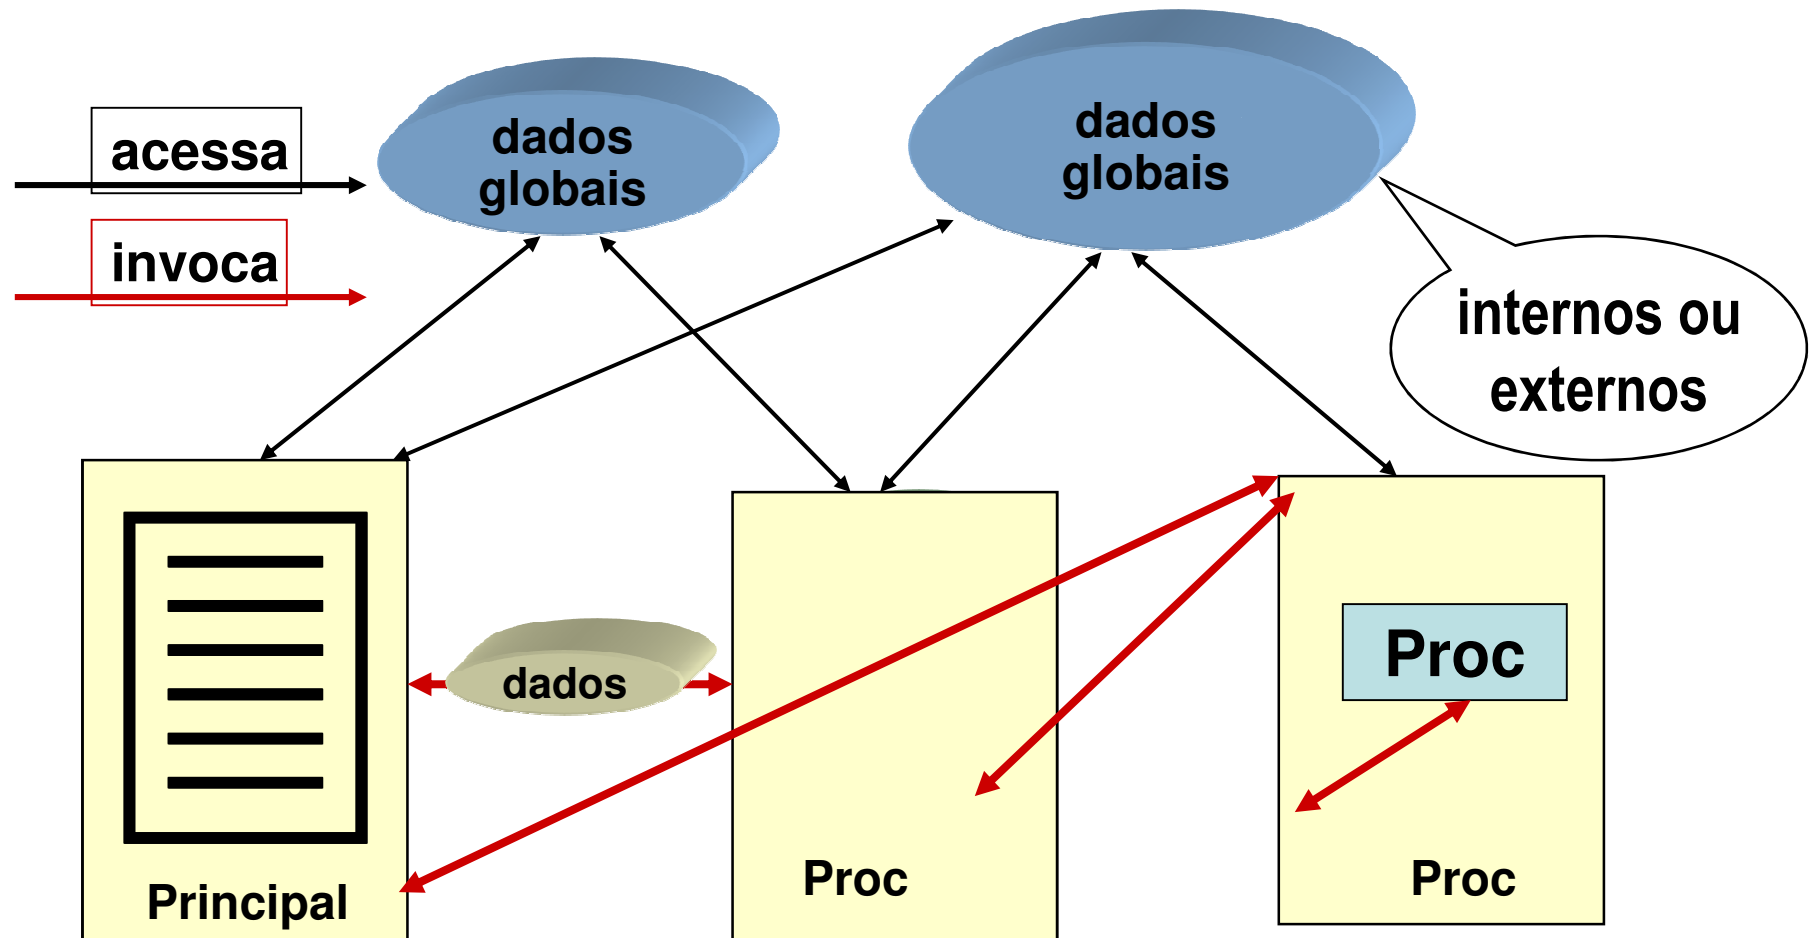 acessa
invoca
dados
globais
dados
globais
internos ou
externos
dados
Proc
Principal
Proc
Proc